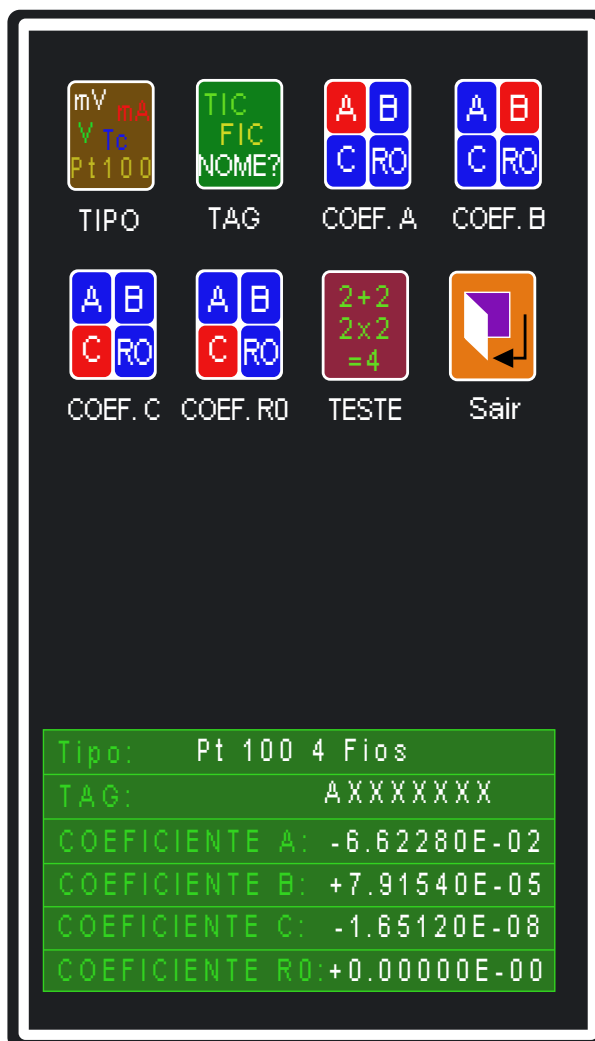 mV mA
V Tc
Pt100
TIC
FIC
NOME?
A B
C RO
A B
C RO
TIPO TAG COEF. A COEF. B
A B
C RO
A B
C RO
2+2
2x2
=4
COEF. C COEF. R0 TESTE Sair
Tipo: Pt 100 4 Fios
TAG: AXXXXXXX
COEFICIENTE A: -6.62280E-02
COEFICIENTE B: +7.91540E-05
COEFICIENTE C: -1.65120E-08
COEFICIENTE R0:+0.00000E-00